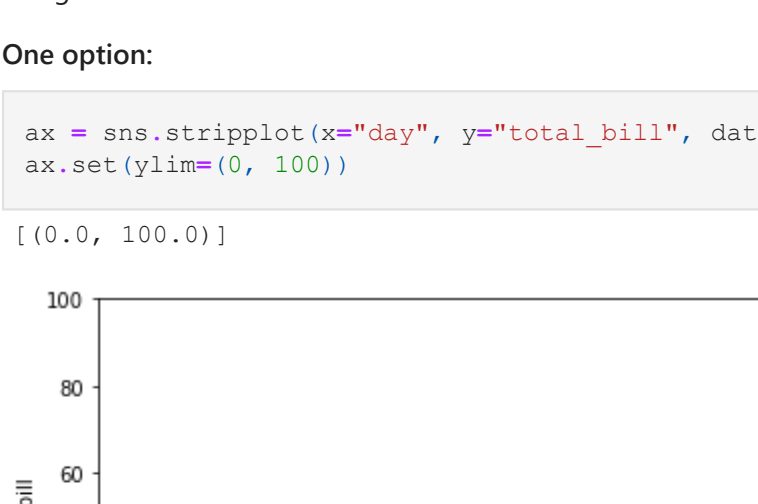 One option:
ax = sns.stripplot(x="day", y="total_bill", dat
ax.set(ylim=(0, 100))
[(0.0, 100.0)]
100
80
60
bill